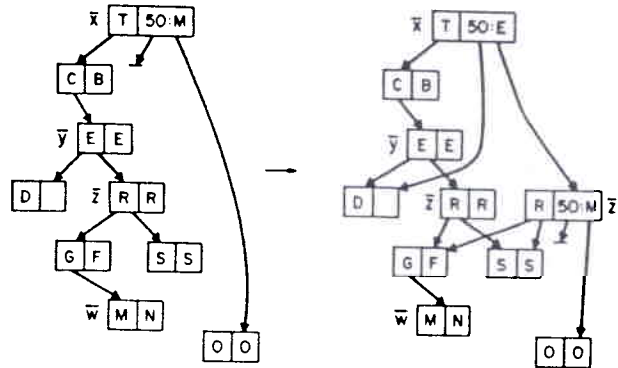 x̄ T 50:M
C B
ȳ E E
D
z̄ R R
G F
S S
w̄ M N
O O
x̄ T 50:E
C B
ȳ E E
D
z̄ R R
R 50:M z̄
G F
S S
w̄ M N
O O